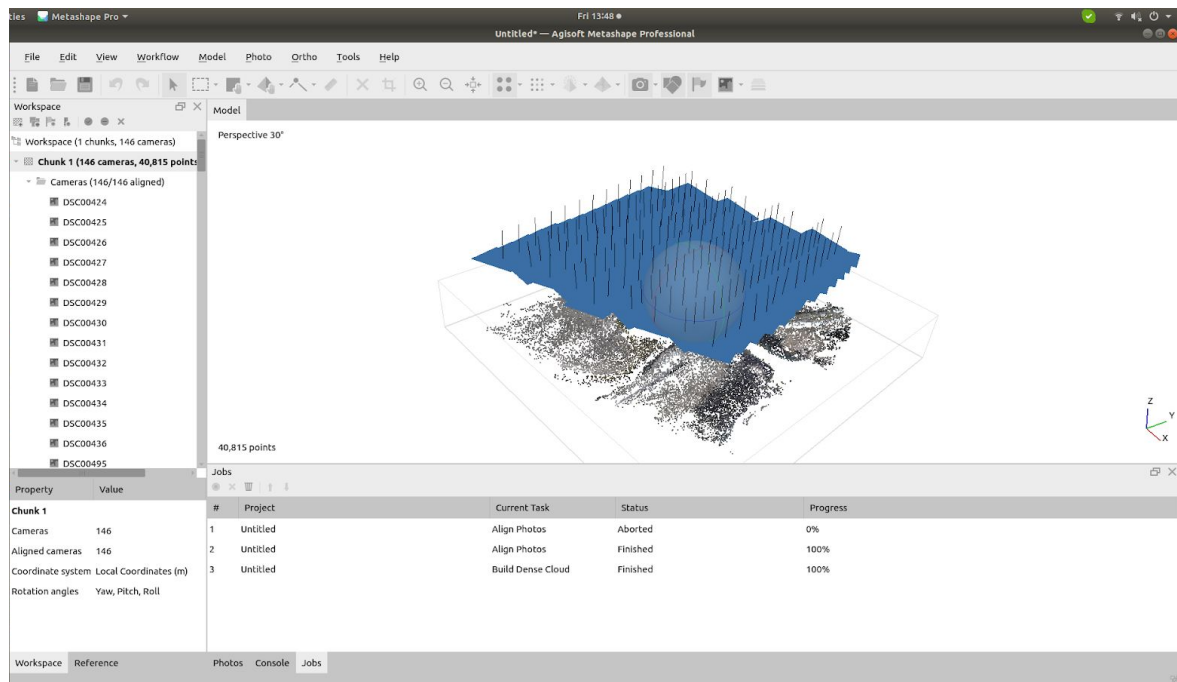 ties Metashape Pro Fri 13:48
Untitled* — Agisoft Metashape Professional
File Edit View Workflow Model Photo Ortho Tools Help
Workspace
Model
Workspace (1 chunks, 146 cameras)
Perspective 30°
Chunk 1 (146 cameras, 40,815 points
Cameras (146/146 aligned)
DSC00424
DSC00425
DSC00426
DSC00427
DSC00428
DSC00429
DSC00430
DSC00431
DSC00432
DSC00433
DSC00434
DSC00435
DSC00436
DSC00495
Z
Y
X
40,815 points
Jobs
Property Value
# Project Current Task Status Progress
Chunk 1
Cameras 146
Aligned cameras 146
Coordinate system Local Coordinates (m)
Rotation angles Yaw, Pitch, Roll
1 Untitled Align Photos Aborted 0%
2 Untitled Align Photos Finished 100%
3 Untitled Build Dense Cloud Finished 100%
Workspace Reference
Photos Console Jobs